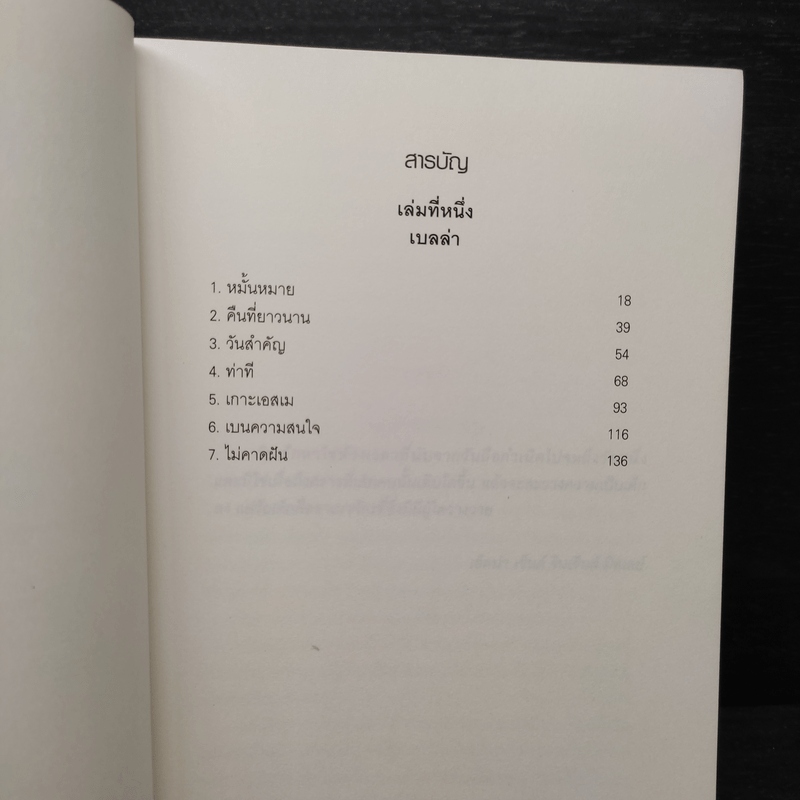 สารบัญ
เล่มที่หนึ่ง
เบลล่า
1. หมั้นหมาย 18
2. คืนที่ยาวนาน 39
3. วันสำคัญ 54
4. ท่าที 68
5. เกาะเอสเม 93
6. เบนความสนใจ 116
7. ไม่คาดฝัน 136